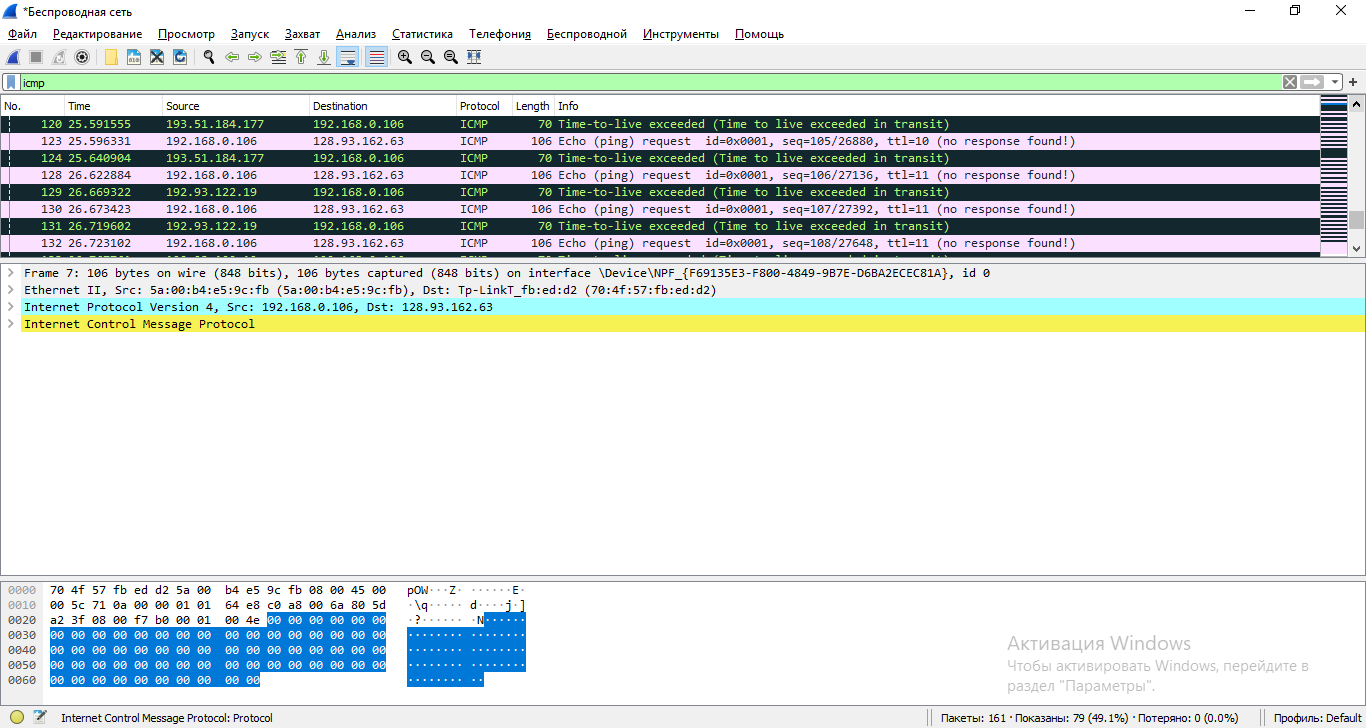 *Беспроводная сеть
Файл Редактирование Просмотр Запуск Захват Анализ Статистика Телефония Беспроводной Инструменты Помощь
icmp
No. Time Source Destination Protocol Length Info
120 25.591555 193.51.184.177 192.168.0.106 ICMP 70 Time-to-live exceeded (Time to live exceeded in transit)
123 25.596331 192.168.0.106 128.93.162.63 ICMP 106 Echo (ping) request id=0x0001, seq=105/26880, ttl=10 (no response found!)
124 25.640904 193.51.184.177 192.168.0.106 ICMP 70 Time-to-live exceeded (Time to live exceeded in transit)
128 26.622884 192.168.0.106 128.93.162.63 ICMP 106 Echo (ping) request id=0x0001, seq=106/27136, ttl=11 (no response found!)
129 26.669322 192.93.122.19 192.168.0.106 ICMP 70 Time-to-live exceeded (Time to live exceeded in transit)
130 26.673423 192.168.0.106 128.93.162.63 ICMP 106 Echo (ping) request id=0x0001, seq=107/27392, ttl=11 (no response found!)
131 26.719602 192.93.122.19 192.168.0.106 ICMP 70 Time-to-live exceeded (Time to live exceeded in transit)
132 26.723102 192.168.0.106 128.93.162.63 ICMP 106 Echo (ping) request id=0x0001, seq=108/27648, ttl=11 (no response found!)
Frame 7: 106 bytes on wire (848 bits), 106 bytes captured (848 bits) on interface \Device\NPF_{F69135E3-F800-4849-9B7E-D6BA2ECEC81A}, id 0
Ethernet II, Src: 5a:00:b4:e5:9c:fb (5a:00:b4:e5:9c:fb), Dst: Tp-LinkT_fb:ed:d2 (70:4f:57:fb:ed:d2)
Internet Protocol Version 4, Src: 192.168.0.106, Dst: 128.93.162.63
Internet Control Message Protocol
0000 70 4f 57 fb ed d2 5a 00 b4 e5 9c fb 08 00 45 00 pOW···Z· ······E·
0010 00 5c 71 0a 00 00 01 01 64 e8 c0 a8 00 6a 80 5d ·\q····· d····j·]
0020 a2 3f 08 00 f7 b0 00 01 00 4e 00 00 00 00 00 00 ·?······ ·N······
0030 00 00 00 00 00 00 00 00 00 00 00 00 00 00 00 00 ········ ········
0040 00 00 00 00 00 00 00 00 00 00 00 00 00 00 00 00 ········ ········
0050 00 00 00 00 00 00 00 00 00 00 00 00 00 00 00 00 ········ ········
0060 00 00 00 00 00 00 00 00 00 00 ········ ··
Активация Windows
Чтобы активировать Windows, перейдите в
раздел "Параметры".
Internet Control Message Protocol: Protocol Пакеты: 161 · Показаны: 79 (49.1%) · Потеряно: 0 (0.0%) Профиль: Default